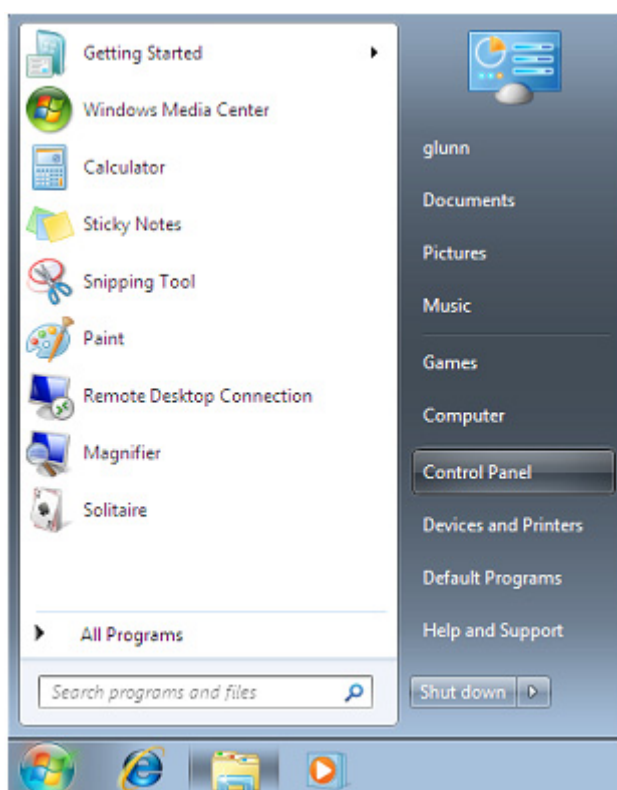 Getting Started
Windows Media Center
Calculator
Sticky Notes
Snipping Tool
Paint
Remote Desktop Connection
Magnifier
Solitaire
All Programs
Search programs and files
glunn
Documents
Pictures
Music
Games
Computer
Control Panel
Devices and Printers
Default Programs
Help and Support
Shut down